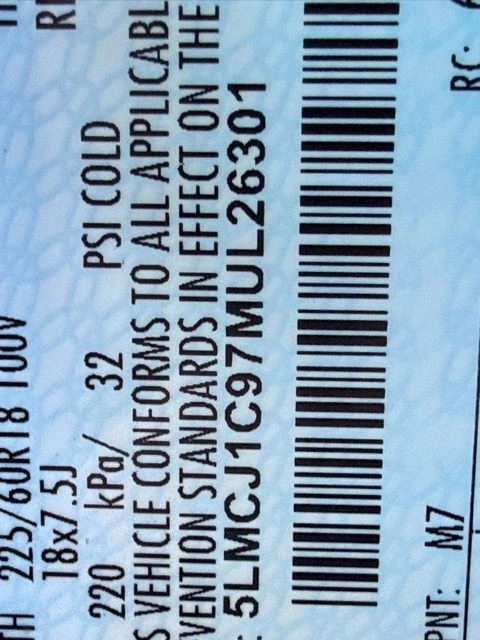 TH 225/60R18 100V
18x7.5J
220 kPa/ 32 PSI COLD
S VEHICLE CONFORMS TO ALL APPLICABL
VENTION STANDARDS IN EFFECT ON THE
: 5LMCJ1C97MUL26301
PNT: M7
RC: